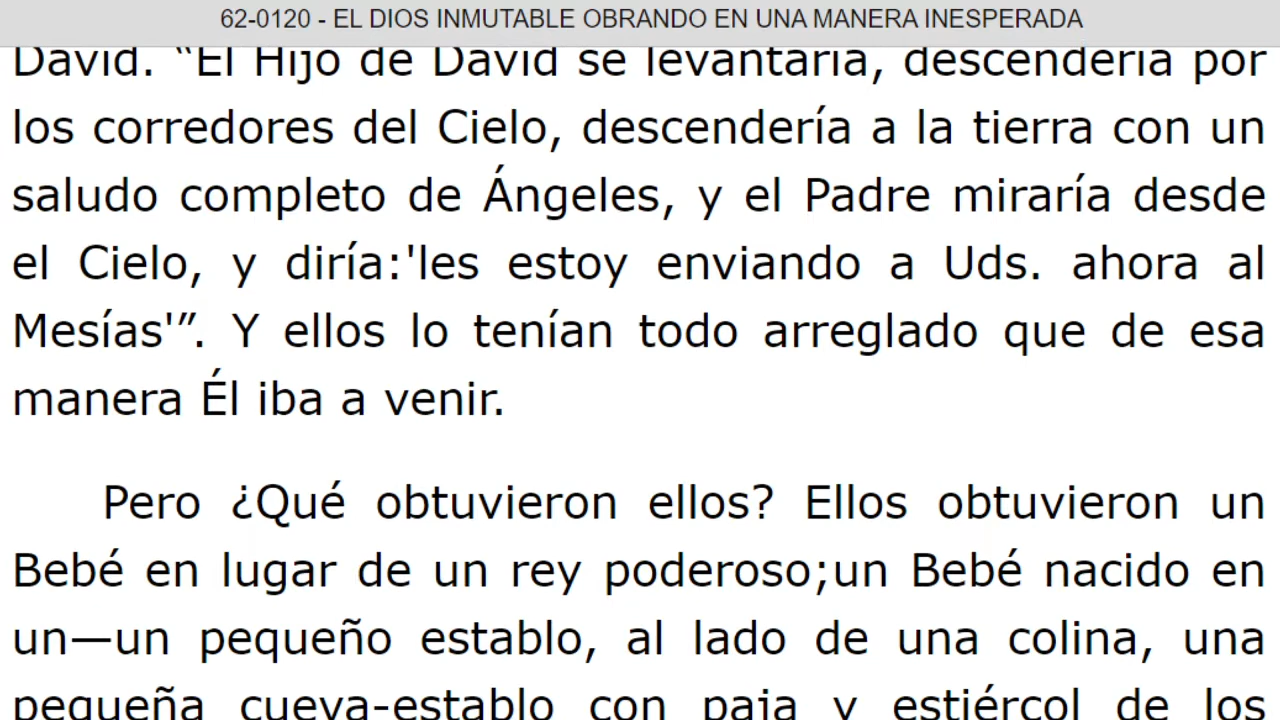 62-0120 - EL DIOS INMUTABLE OBRANDO EN UNA MANERA INESPERADA
David. “El Hijo de David se levantaría, descendería por
los corredores del Cielo, descendería a la tierra con un
saludo completo de Ángeles, y el Padre miraría desde
el Cielo, y diría:'les estoy enviando a Uds. ahora al
Mesías'”. Y ellos lo tenían todo arreglado que de esa
manera Él iba a venir.
Pero ¿Qué obtuvieron ellos? Ellos obtuvieron un
Bebé en lugar de un rey poderoso;un Bebé nacido en
un—un pequeño establo, al lado de una colina, una
pequeña cueva-establo con paja y estiércol de los